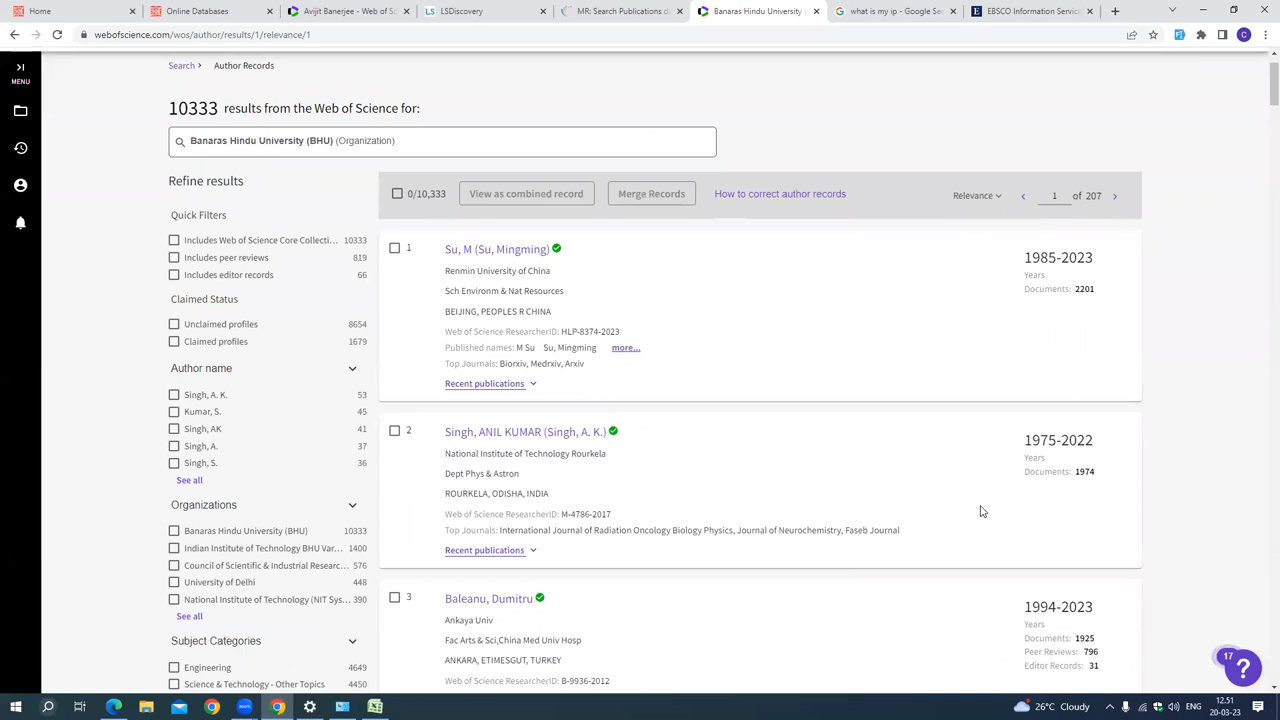 Home
Online Databases
Avijit Banerjee - Web of Sc
LSDiscovery
MR: Search Publications da
Banaras Hindu University (
what is my ip - Google Sea
EBSCO Information Servic
webofscience.com/wos/author/results/1/relevance/1
C
MENU
Search
Author Records
10333 results from the Web of Science for:
Banaras Hindu University (BHU) (Organization)
Refine results
Quick Filters
Includes Web of Science Core Collecti... 10333
Includes peer reviews 819
Includes editor records 66
Claimed Status
Unclaimed profiles 8654
Claimed profiles 1679
Author name
Singh, A. K. 53
Kumar, S. 45
Singh, AK 41
Singh, A. 37
Singh, S. 36
See all
Organizations
Banaras Hindu University (BHU) 10333
Indian Institute of Technology BHU Var... 1400
Council of Scientific & Industrial Researc... 576
University of Delhi 448
National Institute of Technology (NIT Sys... 390
See all
Subject Categories
Engineering 4649
Science & Technology - Other Topics 4450
0/10,333 View as combined record Merge Records How to correct author records Relevance 1 of 207
1 Su, M (Su, Mingming)
Renmin University of China
Sch Environm & Nat Resources
BEIJING, PEOPLES R CHINA
Web of Science ResearcherID: HLP-8374-2023
Published names: M Su Su, Mingming more...
Top Journals: Biorxiv, Medrxiv, Arxiv
Recent publications
1985-2023
Years
Documents: 2201
2 Singh, ANIL KUMAR (Singh, A. K.)
National Institute of Technology Rourkela
Dept Phys & Astron
ROURKELA, ODISHA, INDIA
Web of Science ResearcherID: M-4786-2017
Top Journals: International Journal of Radiation Oncology Biology Physics, Journal of Neurochemistry, Faseb Journal
Recent publications
1975-2022
Years
Documents: 1974
3 Baleanu, Dumitru
Ankaya Univ
Fac Arts & Sci,China Med Univ Hosp
ANKARA, ETIMESGUT, TURKEY
Web of Science ResearcherID: B-9936-2012
1994-2023
Years
Documents: 1925
Peer Reviews: 796
Editor Records: 31
17
?
26°C Cloudy
ENG
12.51
20-03-23